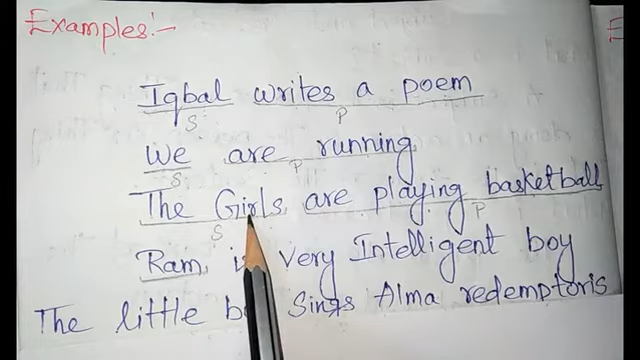 Examples:-
Iqbal writes a poem
S P
We are running
S P
The Girls are playing basketball
S P
Ram very Intelligent boy
The little Sings Alma redemptoris